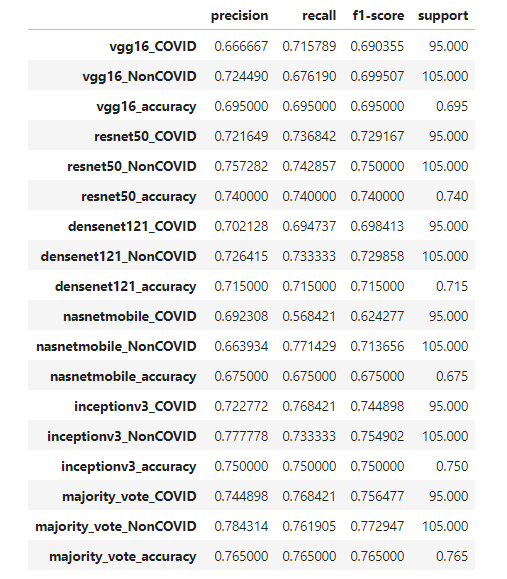 precision recall f1-score support
vgg16_COVID 0.666667 0.715789 0.690355 95.000
vgg16_NonCOVID 0.724490 0.676190 0.699507 105.000
vgg16_accuracy 0.695000 0.695000 0.695000 0.695
resnet50_COVID 0.721649 0.736842 0.729167 95.000
resnet50_NonCOVID 0.757282 0.742857 0.750000 105.000
resnet50_accuracy 0.740000 0.740000 0.740000 0.740
densenet121_COVID 0.702128 0.694737 0.698413 95.000
densenet121_NonCOVID 0.726415 0.733333 0.729858 105.000
densenet121_accuracy 0.715000 0.715000 0.715000 0.715
nasnetmobile_COVID 0.692308 0.568421 0.624277 95.000
nasnetmobile_NonCOVID 0.663934 0.771429 0.713656 105.000
nasnetmobile_accuracy 0.675000 0.675000 0.675000 0.675
inceptionv3_COVID 0.722772 0.768421 0.744898 95.000
inceptionv3_NonCOVID 0.777778 0.733333 0.754902 105.000
inceptionv3_accuracy 0.750000 0.750000 0.750000 0.750
majority_vote_COVID 0.744898 0.768421 0.756477 95.000
majority_vote_NonCOVID 0.784314 0.761905 0.772947 105.000
majority_vote_accuracy 0.765000 0.765000 0.765000 0.765